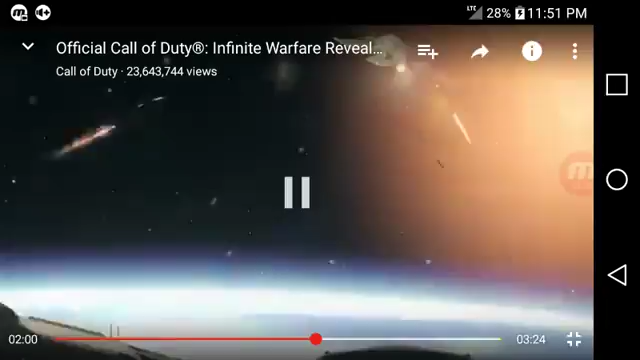 LTE 28% 11:51 PM
Official Call of Duty®: Infinite Warfare Reveal...
Call of Duty · 23,643,744 views
02:00
03:24